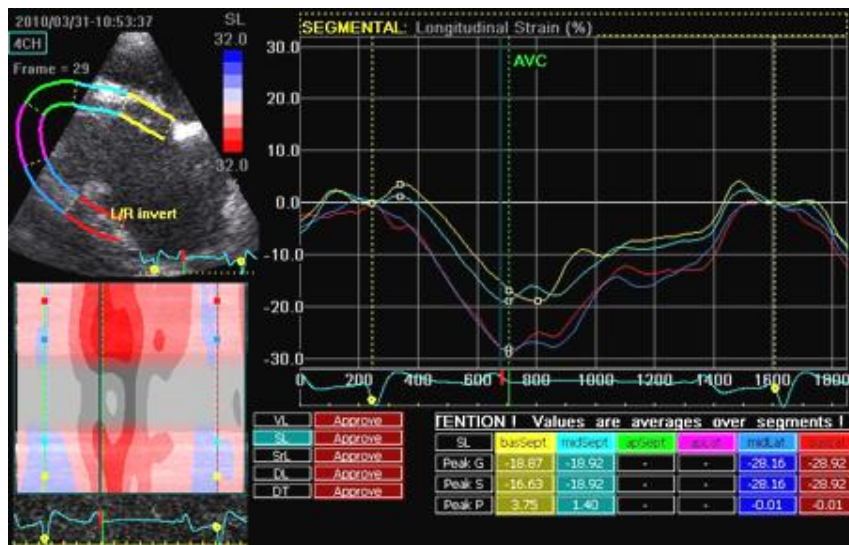 2010/03/31-10:53:37
SL
32.0
4CH
Frame = 29
32.0
L/R invert
SEGMENTAL: Longitudinal Strain (%)
AVC
30.0
20.0
10.0
0.0
-10.0
-20.0
-30.0
0 200 400 600 800 1000 1200 1400 1600 1800
VL Approve
SL Approve
SrL Approve
DL Approve
DT Approve
TENTION ! Values are averages over segments !
SL basSept midSept apSept apLat midLat basLat
Peak G -18.87 -18.92 - - -28.16 -28.92
Peak S -16.63 -18.92 - - -28.16 -28.92
Peak P 3.75 1.40 - - -0.01 -0.01